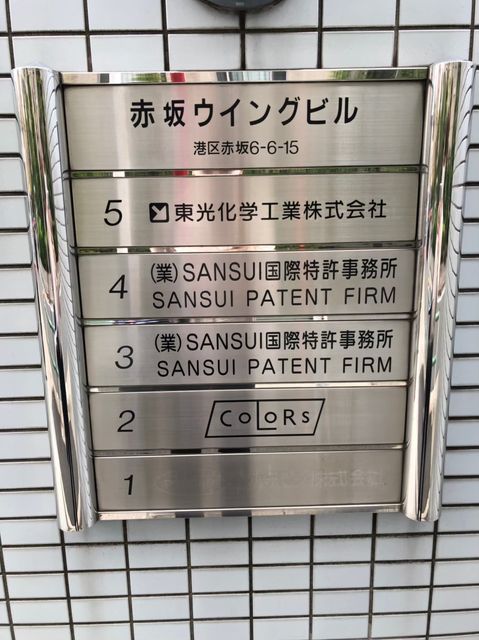 赤坂ウイングビル
港区赤坂6-6-15
5 東光化学工業株式会社
4 (業)SANSUI国際特許事務所
SANSUI PATENT FIRM
3 (業)SANSUI国際特許事務所
SANSUI PATENT FIRM
2 COLORS
1